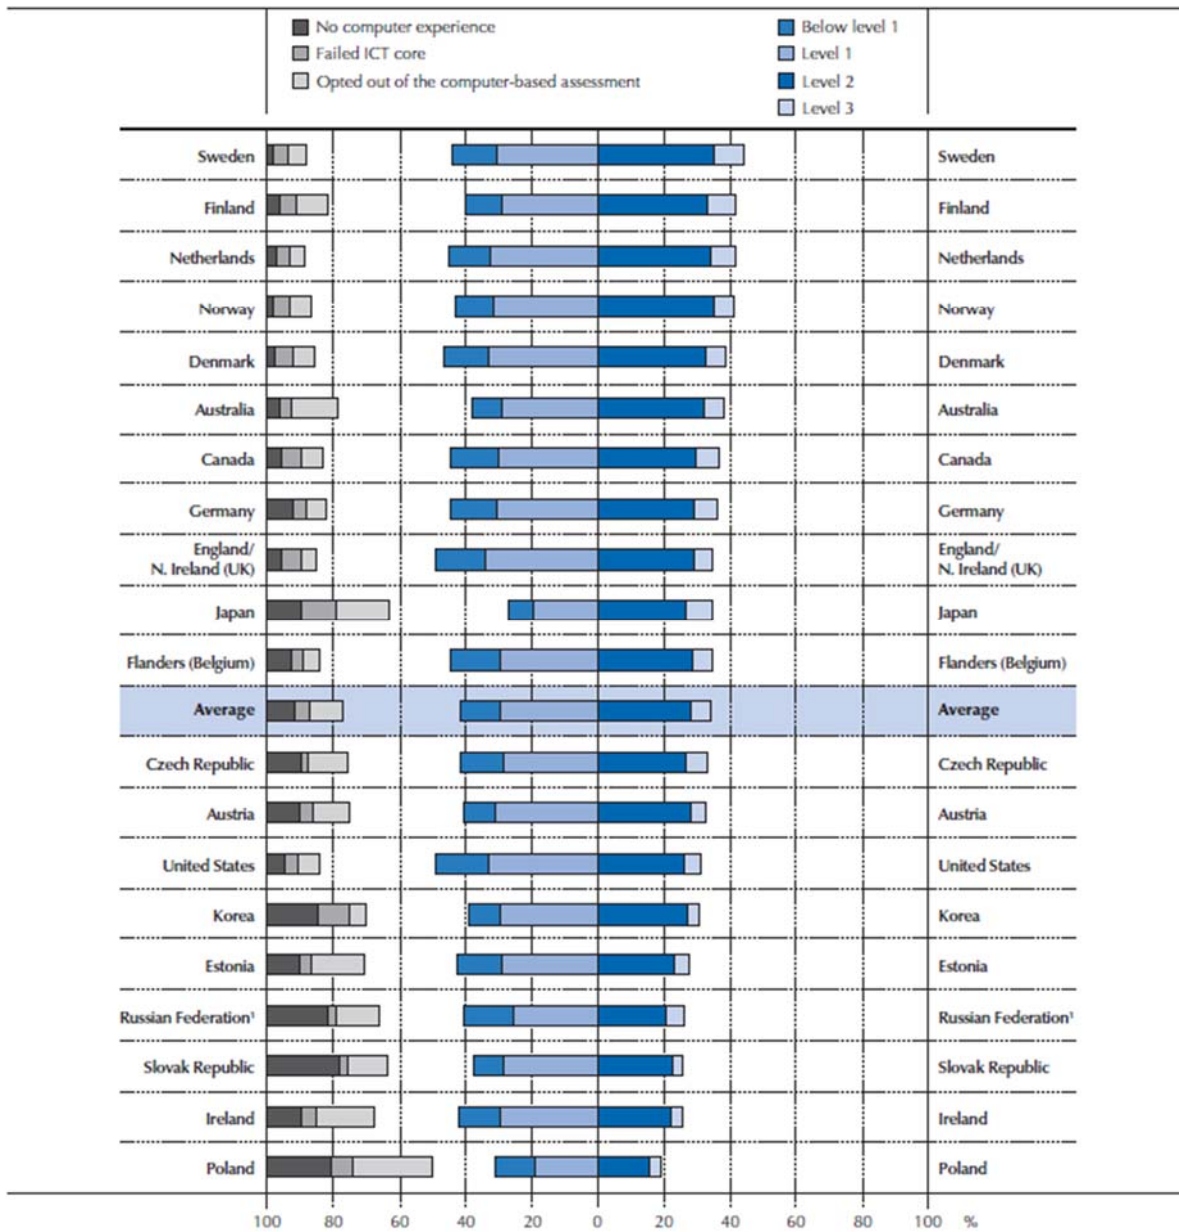 No computer experience
Failed ICT core
Opted out of the computer-based assessment
Below level 1
Level 1
Level 2
Level 3
Sweden Sweden
Finland Finland
Netherlands Netherlands
Norway Norway
Denmark Denmark
Australia Australia
Canada Canada
Germany Germany
England/ England/
N. Ireland (UK) N. Ireland (UK)
Japan Japan
Flanders (Belgium) Flanders (Belgium)
Average Average
Czech Republic Czech Republic
Austria Austria
United States United States
Korea Korea
Estonia Estonia
Russian Federation¹ Russian Federation¹
Slovak Republic Slovak Republic
Ireland Ireland
Poland Poland
100 80 60 40 20 0 20 40 60 80 100 %